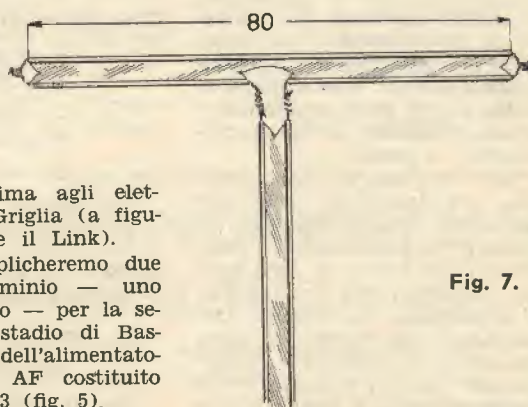 80
ima agli elet-
Griglia (a figu-
e il Link).
plicheremo due
minio — uno
o — per la se-
stadio di Bas-
dell'alimentato-
AF costituito
3 (fig. 5).
Fig. 7.